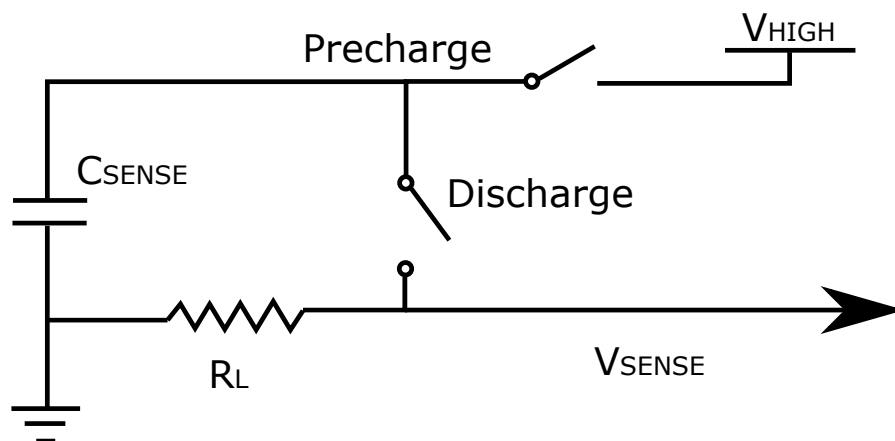 VHIGH
Precharge
CSENSE
Discharge
RL
VSENSE